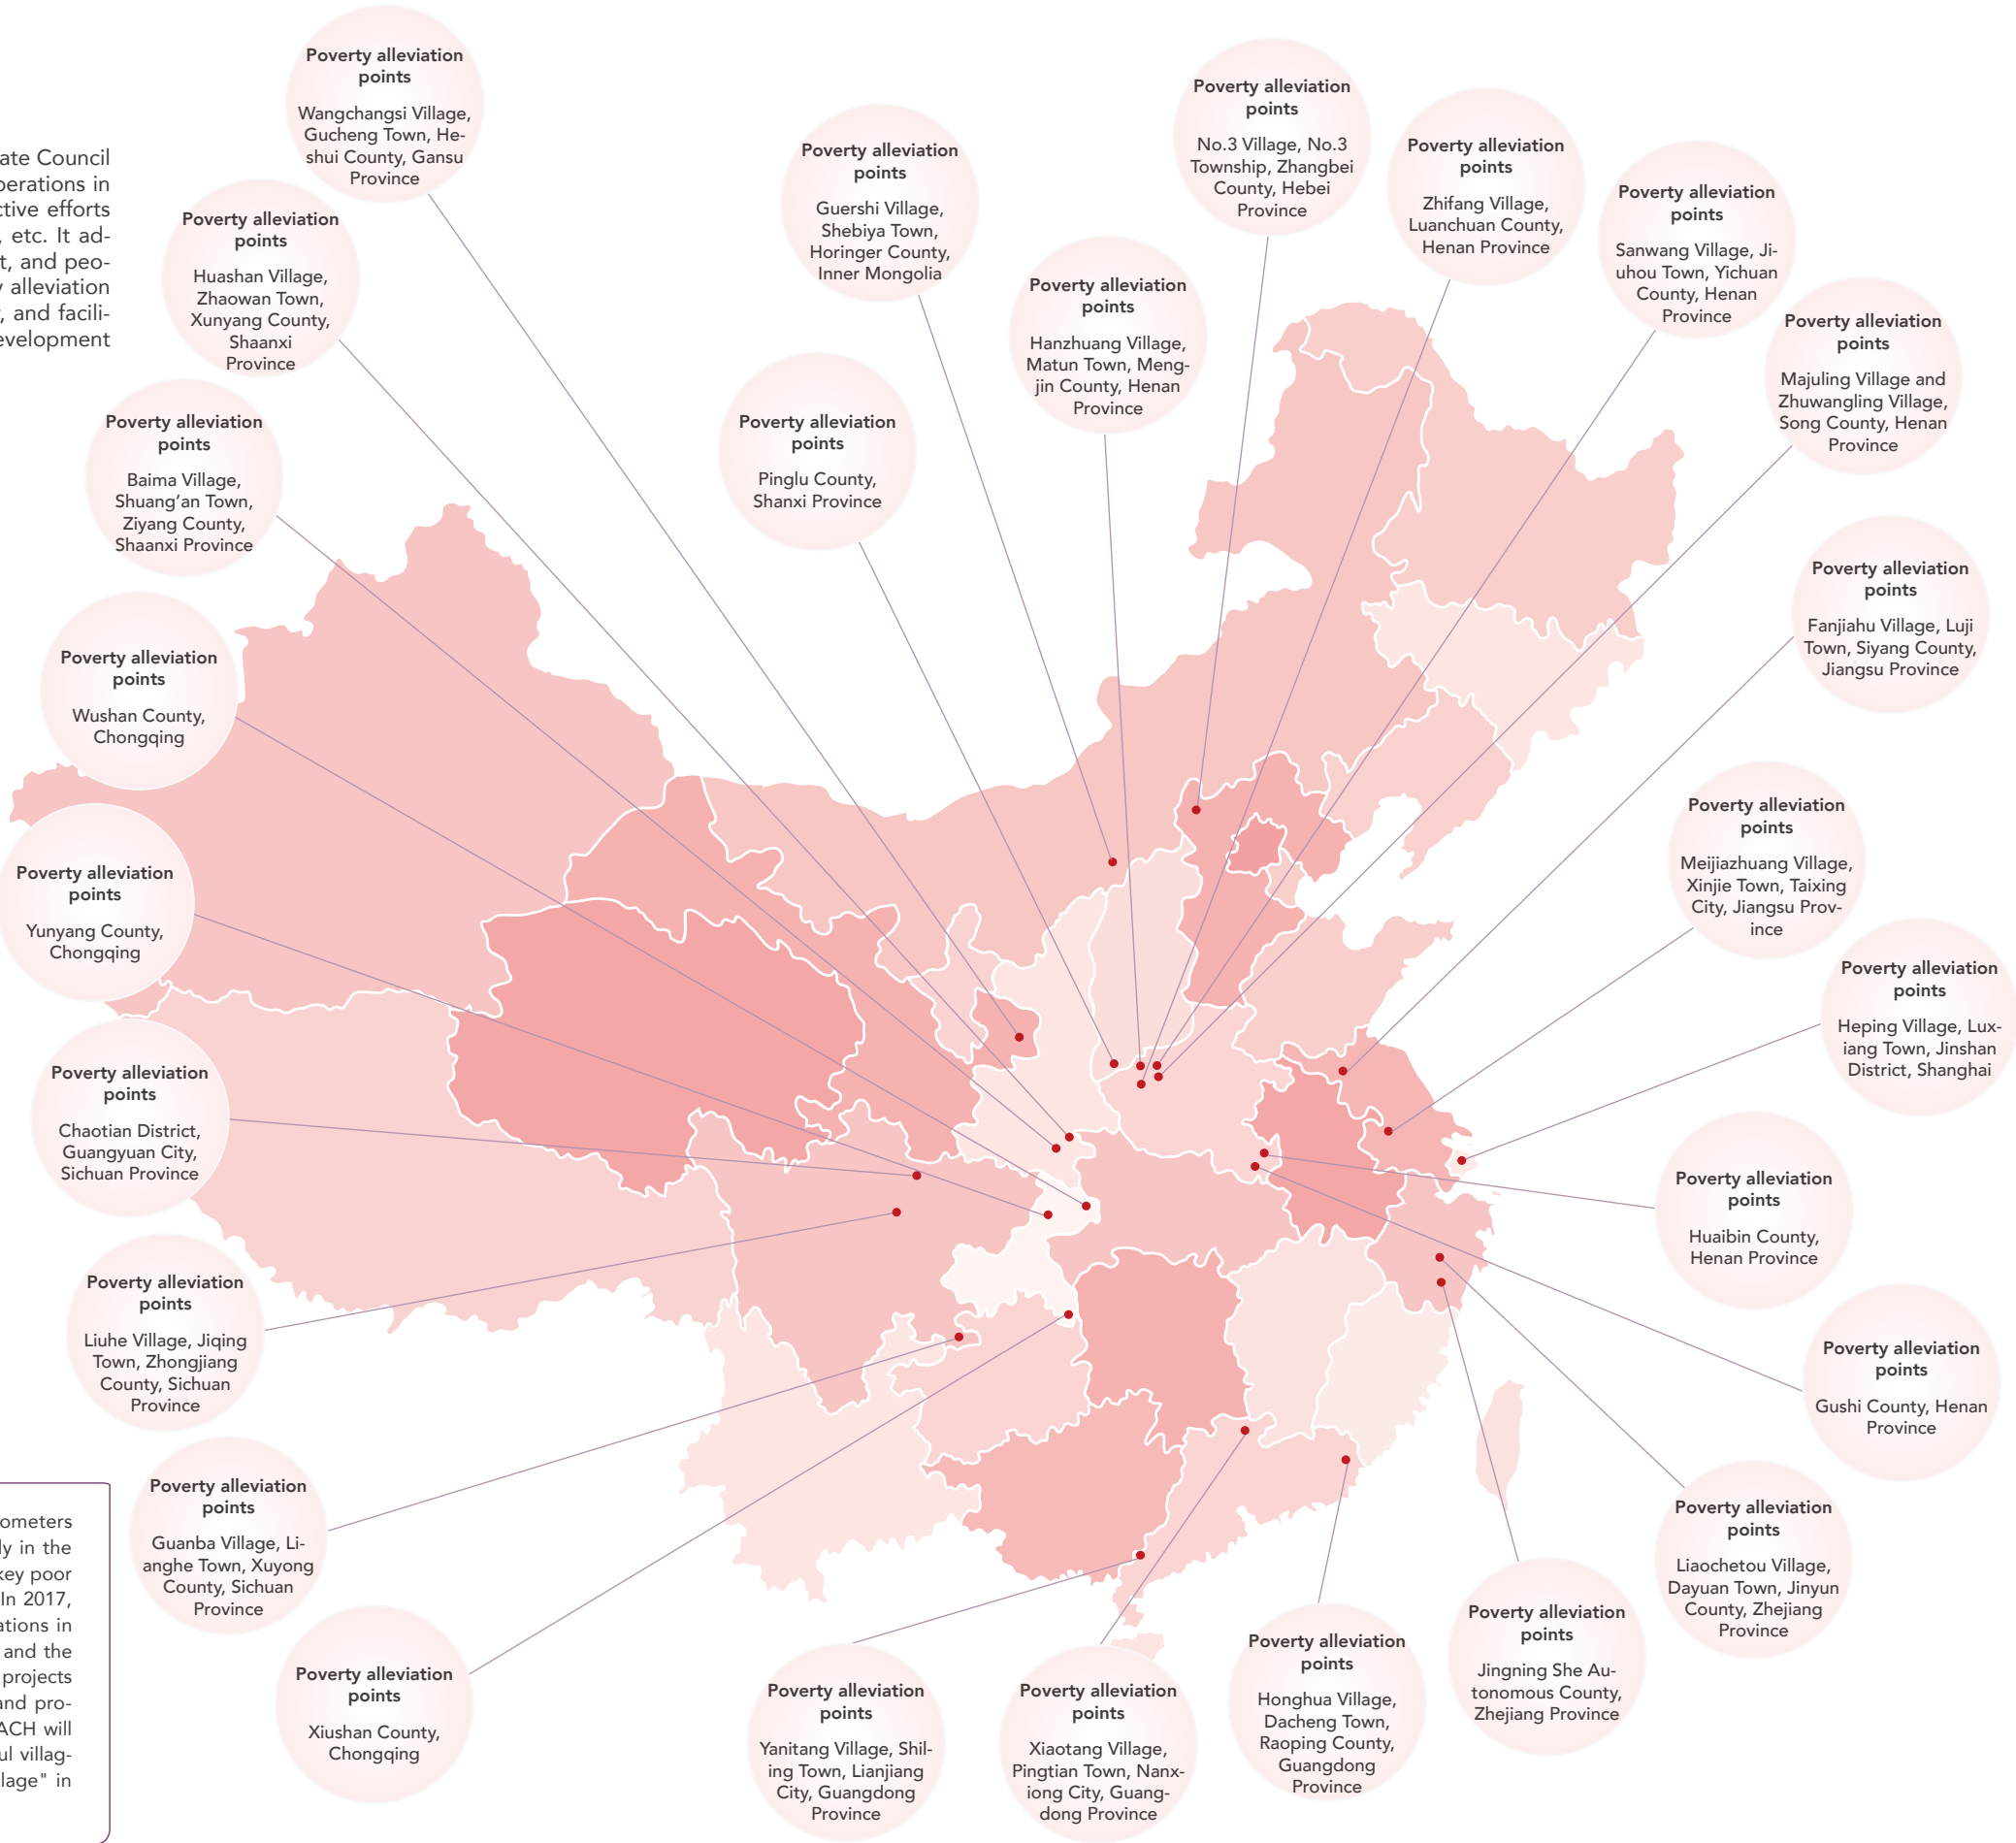 ate Council
perations in
ctive efforts
, etc. It ad-
t, and peo-
y alleviation
y, and facili-
evelopment
Poverty alleviation
points
Wangchangsi Village,
Gucheng Town, He-
shui County, Gansu
Province
Poverty alleviation
points
Huashan Village,
Zhaowan Town,
Xunyang County,
Shaanxi
Province
Poverty alleviation
points
Baima Village,
Shuang’an Town,
Ziyang County,
Shaanxi Province
Poverty alleviation
points
Wushan County,
Chongqing
Poverty alleviation
points
Yunyang County,
Chongqing
Poverty alleviation
points
Chaotian District,
Guangyuan City,
Sichuan Province
Poverty alleviation
points
Liuhe Village, Jiqing
Town, Zhongjiang
County, Sichuan
Province
Poverty alleviation
points
Guanba Village, Li-
anghe Town, Xuyong
County, Sichuan
Province
Poverty alleviation
points
Xiushan County,
Chongqing
Poverty alleviation
points
Guershi Village,
Shebiya Town,
Horinger County,
Inner Mongolia
Poverty alleviation
points
Pinglu County,
Shanxi Province
Poverty alleviation
points
Hanzhuang Village,
Matun Town, Meng-
jin County, Henan
Province
Poverty alleviation
points
No.3 Village, No.3
Township, Zhangbei
County, Hebei
Province
Poverty alleviation
points
Zhifang Village,
Luanchuan County,
Henan Province
Poverty alleviation
points
Sanwang Village, Ji-
uhou Town, Yichuan
County, Henan
Province
Poverty alleviation
points
Majuling Village and
Zhuwangling Village,
Song County, Henan
Province
Poverty alleviation
points
Fanjiahu Village, Luji
Town, Siyang County,
Jiangsu Province
Poverty alleviation
points
Meijiazhuang Village,
Xinjie Town, Taixing
City, Jiangsu Prov-
ince
Poverty alleviation
points
Heping Village, Lux-
iang Town, Jinshan
District, Shanghai
Poverty alleviation
points
Huaibin County,
Henan Province
Poverty alleviation
points
Gushi County, Henan
Province
Poverty alleviation
points
Liaochetou Village,
Dayuan Town, Jinyun
County, Zhejiang
Province
Poverty alleviation
points
Jingning She Au-
tonomous County,
Zhejiang Province
Poverty alleviation
points
Honghua Village,
Dacheng Town,
Raoping County,
Guangdong
Province
Poverty alleviation
points
Xiaotang Village,
Pingtian Town, Nanx-
iong City, Guang-
dong Province
Poverty alleviation
points
Yanitang Village, Shil-
ing Town, Lianjiang
City, Guangdong
Province
ometers
ly in the
key poor
In 2017,
ations in
and the
projects
and pro-
ACH will
ul villag-
lage" in